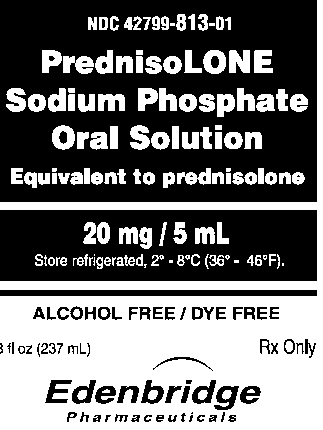 NDC 42799-813-01
PrednisoLONE
Sodium Phosphate
Oral Solution
Equivalent to prednisolone
20 mg / 5 mL
Store refrigerated, 2° - 8°C (36° - 46°F).
ALCOHOL FREE / DYE FREE
8 fl oz (237 mL) Rx Only
Edenbridge
Pharmaceuticals